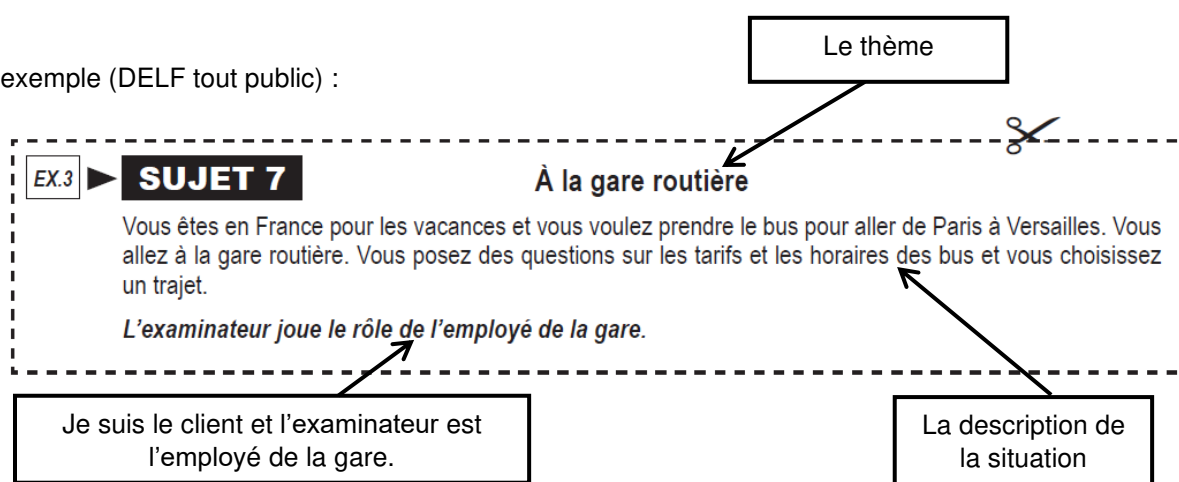 Le thème
exemple (DELF tout public) :
EX.3 SUJET 7 À la gare routière
Vous êtes en France pour les vacances et vous voulez prendre le bus pour aller de Paris à Versailles. Vous
allez à la gare routière. Vous posez des questions sur les tarifs et les horaires des bus et vous choisissez
un trajet.
L’examinateur joue le rôle de l’employé de la gare.
Je suis le client et l’examinateur est
l’employé de la gare.
La description de
la situation